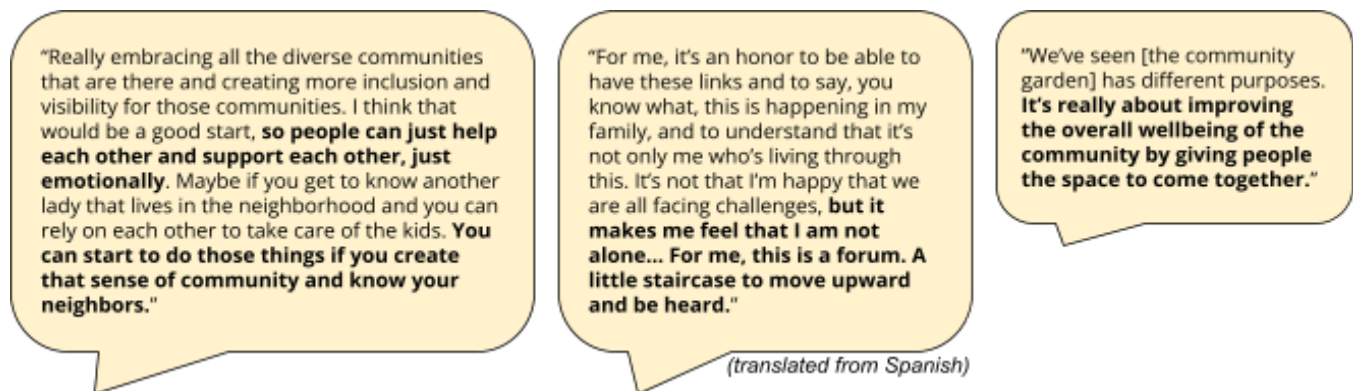 “Really embracing all the diverse communities
that are there and creating more inclusion and
visibility for those communities. I think that
would be a good start, so people can just help
each other and support each other, just
emotionally. Maybe if you get to know another
lady that lives in the neighborhood and you can
rely on each other to take care of the kids. You
can start to do those things if you create
that sense of community and know your
neighbors.”
“For me, it’s an honor to be able to
have these links and to say, you
know what, this is happening in my
family, and to understand that it’s
not only me who’s living through
this. It’s not that I’m happy that we
are all facing challenges, but it
makes me feel that I am not
alone... For me, this is a forum. A
little staircase to move upward
and be heard.”
(translated from Spanish)
“We’ve seen [the community
garden] has different purposes.
It’s really about improving
the overall wellbeing of the
community by giving people
the space to come together.”